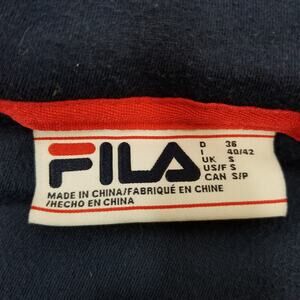 FILA
D 36
I 40/42
UK S
US/F S
CAN S/P
MADE IN CHINA/FABRIQUÉ EN CHINE
/HECHO EN CHINA